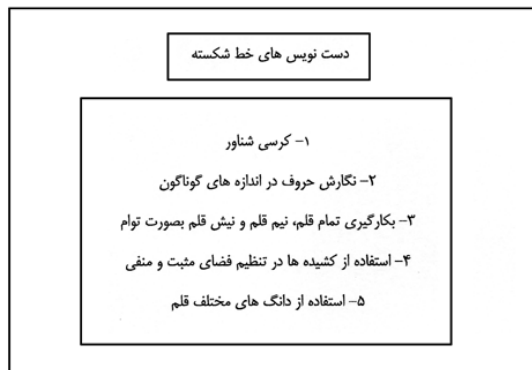 دست نویس های خط شکسته
۱- کرسی شناور
۲- نگارش حروف در اندازه های گوناگون
۳- بکارگیری تمام قلم، نیم قلم و نیش قلم بصورت توام
۴- استفاده از کشیده ها در تنظیم فضای مثبت و منفی
۵- استفاده از دانگ های مختلف قلم